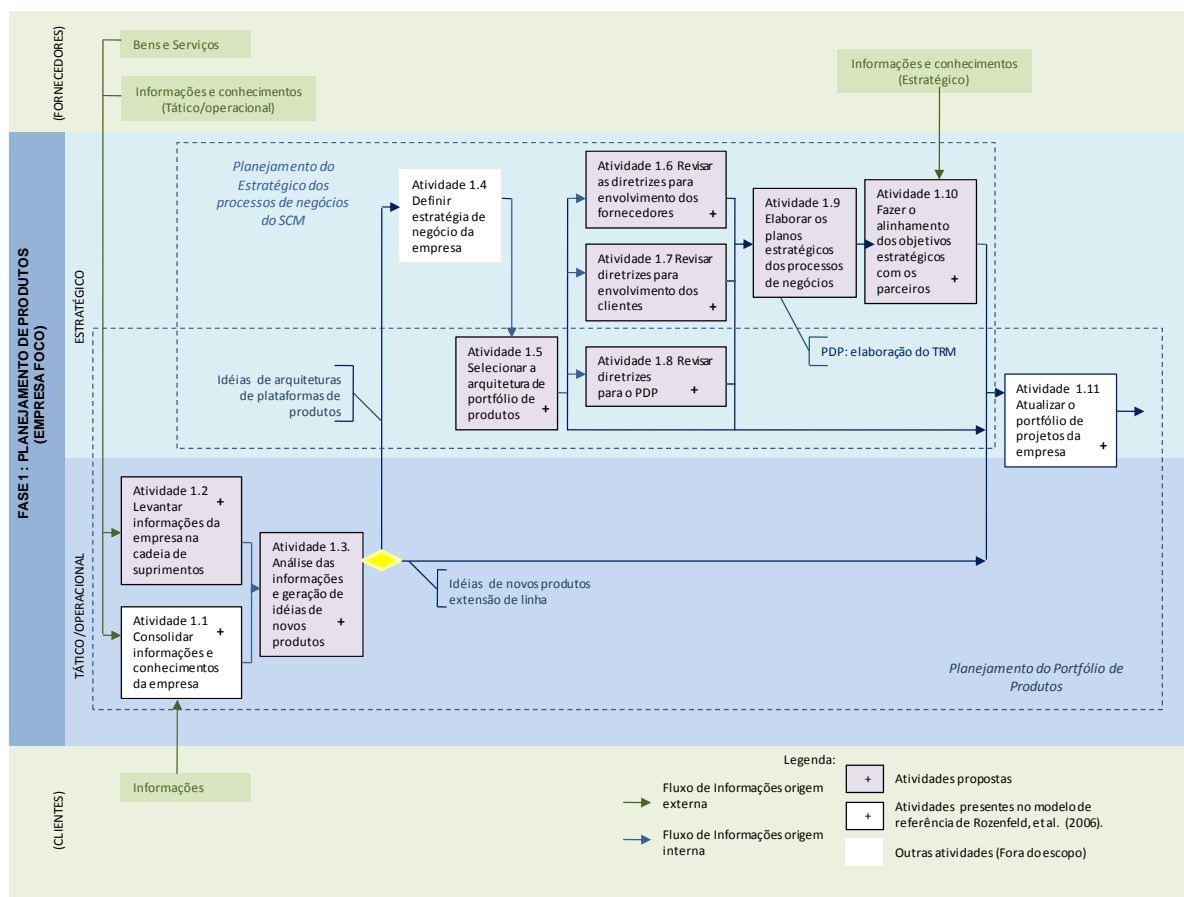 (FORNECEDORES)
Bens e Serviços
Informações e conhecimentos
(Tático/operacional)
Informações e conhecimentos
(Estratégico)
FASE 1 : PLANEJAMENTO DE PRODUTOS
(EMPRESA FOCO)
ESTRATÉGICO
Planejamento do
Estratégico dos
processos de negócios
do SCM
Atividade 1.4
Definir
estratégia de
negócio da
empresa
Atividade 1.6 Revisar
as diretrizes para
envolvimento dos
fornecedores
+
Atividade 1.7 Revisar
diretrizes para
envolvimento dos
clientes
+
Atividade 1.8 Revisar
diretrizes
para o PDP
+
Atividade 1.9
Elaborar os
planos
estratégicos
dos processos
de negócios
Atividade 1.10
Fazer o
alinhamento
dos objetivos
estratégicos
com os
parceiros
+
Atividade 1.5
Selecionar a
arquitetura de
portfólio de
produtos
+
PDP: elaboração do TRM
Idéias de arquiteturas
de plataformas de
produtos
Atividade 1.11
Atualizar o
portfólio de
projetos da
empresa
+
TÁTICO /OPERACIONAL
Atividade 1.2
+
Levantar
informações da
empresa na
cadeia de
suprimentos
Atividade 1.3.
Análise das
informações
e geração de
idéias de
novos
produtos
+
Idéias de novos produtos
extensão de linha
Atividade 1.1
+
Consolidar
informações e
conhecimentos
da empresa
Planejamento do Portfólio de
Produtos
(CLIENTES)
Informações
Legenda:
Fluxo de Informações origem
externa
Fluxo de Informações origem
interna
+
Atividades propostas
+
Atividades presentes no modelo de
referência de Rozenfeld, et al. (2006).
Outras atividades (Fora do escopo)